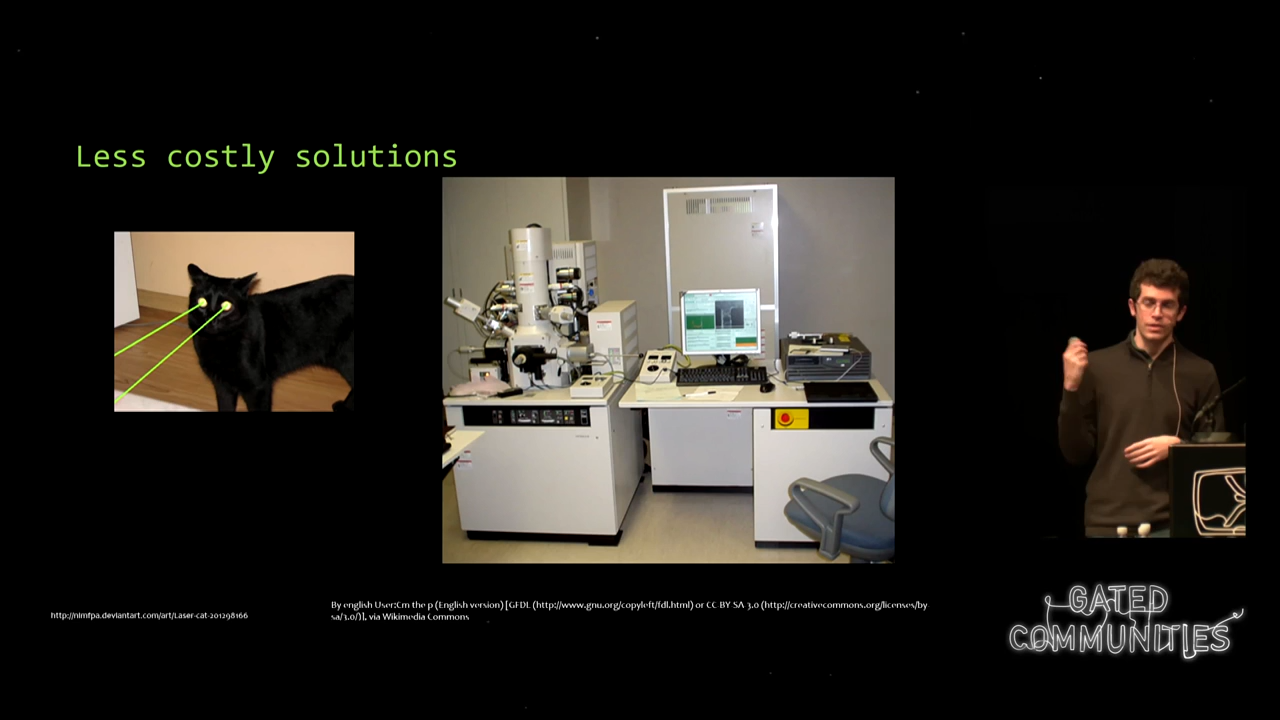 Less costly solutions
http://nimfpa.deviantart.com/art/Laser-cat-201298166
By english User:Cm the p (English version) [GFDL (http://www.gnu.org/copyleft/fdl.html) or CC BY SA 3.0 (http://creativecommons.org/licenses/by
sa/3.0/)], via Wikimedia Commons
GATED
COMMUNITIES